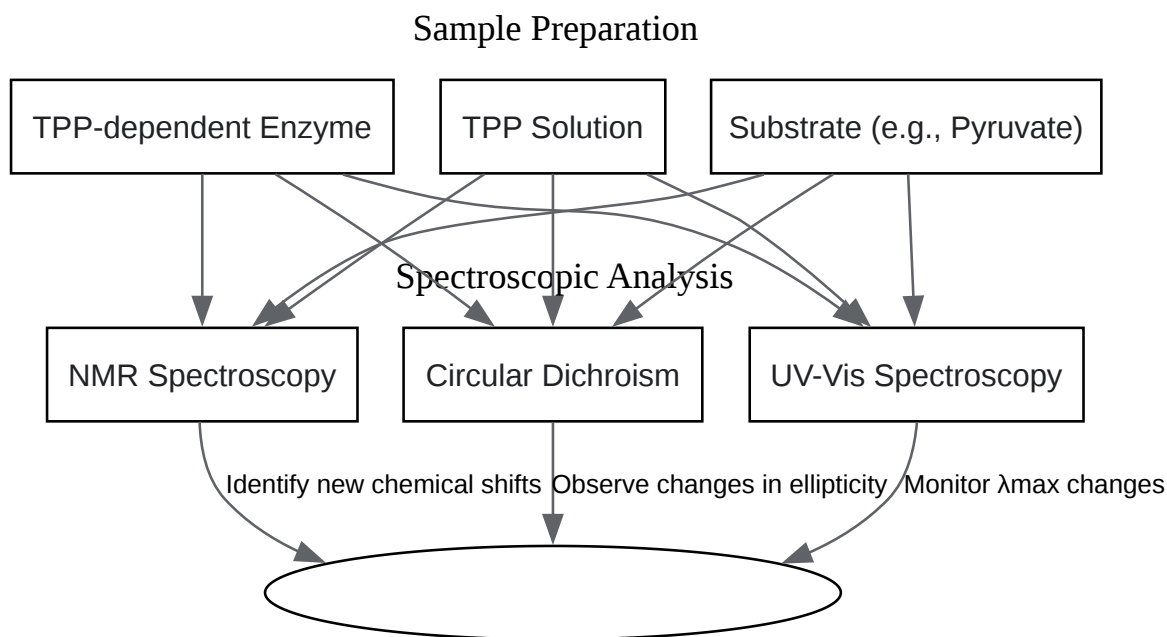 Sample Preparation
TPP-dependent Enzyme
TPP Solution
Substrate (e.g., Pyruvate)
Spectroscopic Analysis
NMR Spectroscopy
Circular Dichroism
UV-Vis Spectroscopy
Identify new chemical shifts
Observe changes in ellipticity
Monitor λmax changes